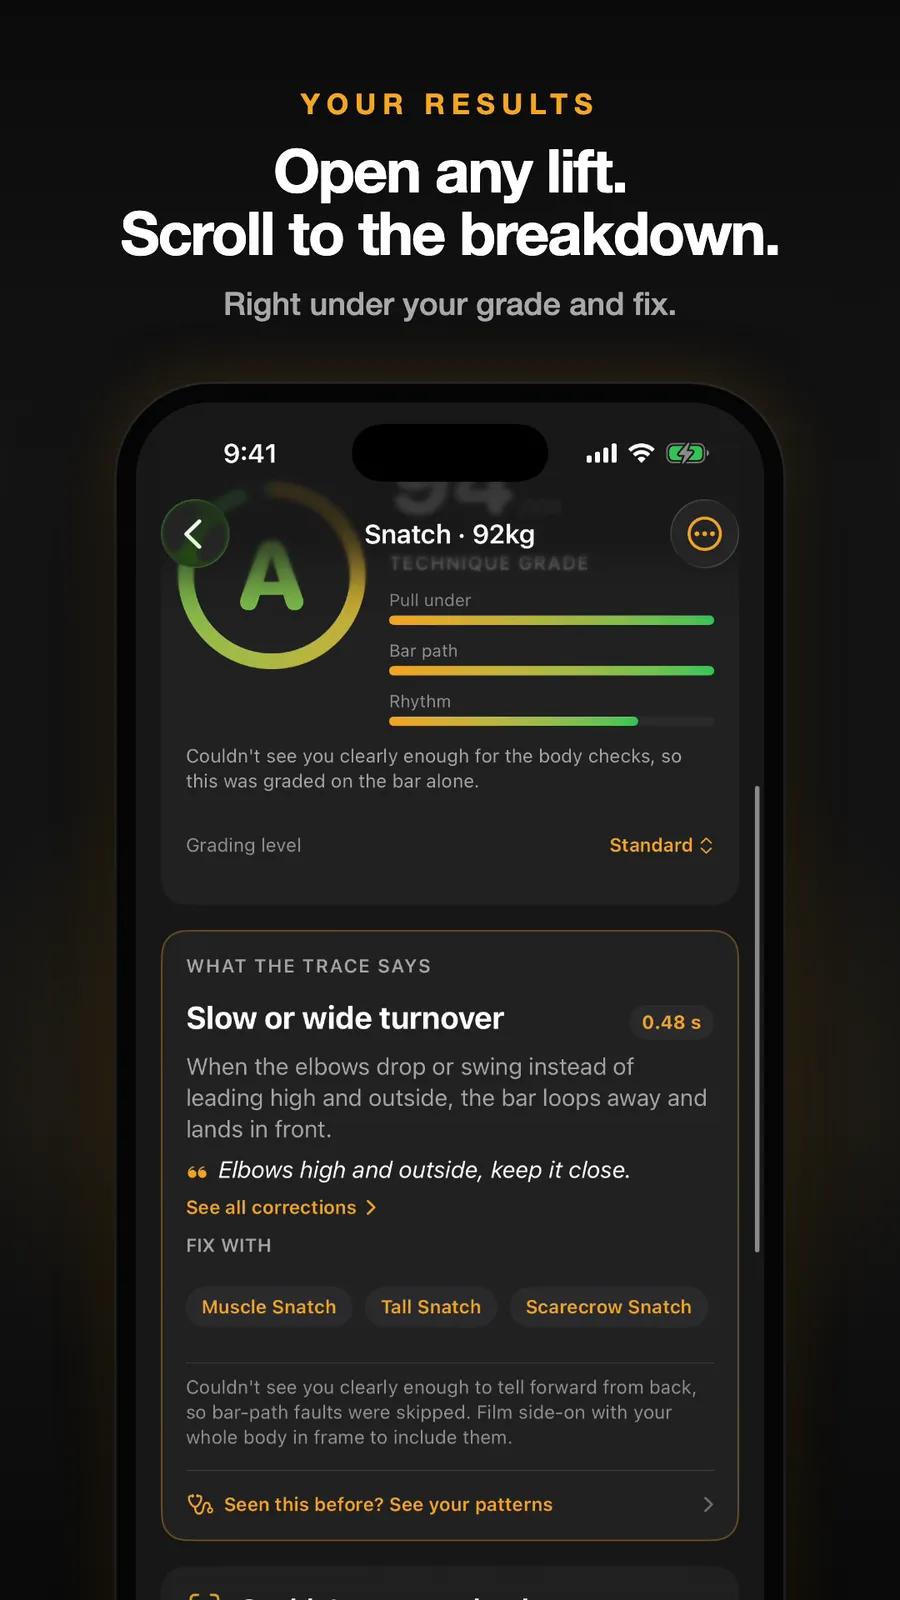 YOUR RESULTS
Open any lift.
Scroll to the breakdown.
Right under your grade and fix.
9:41
94
Snatch · 92kg
A
TECHNIQUE GRADE
Pull under
Bar path
Rhythm
Couldn't see you clearly enough for the body checks, so
this was graded on the bar alone.
Grading level
Standard
WHAT THE TRACE SAYS
Slow or wide turnover
0.48 s
When the elbows drop or swing instead of
leading high and outside, the bar loops away and
lands in front.
❝ Elbows high and outside, keep it close.
See all corrections >
FIX WITH
Muscle Snatch
Tall Snatch
Scarecrow Snatch
Couldn't see you clearly enough to tell forward from back,
so bar-path faults were skipped. Film side-on with your
whole body in frame to include them.
Seen this before? See your patterns